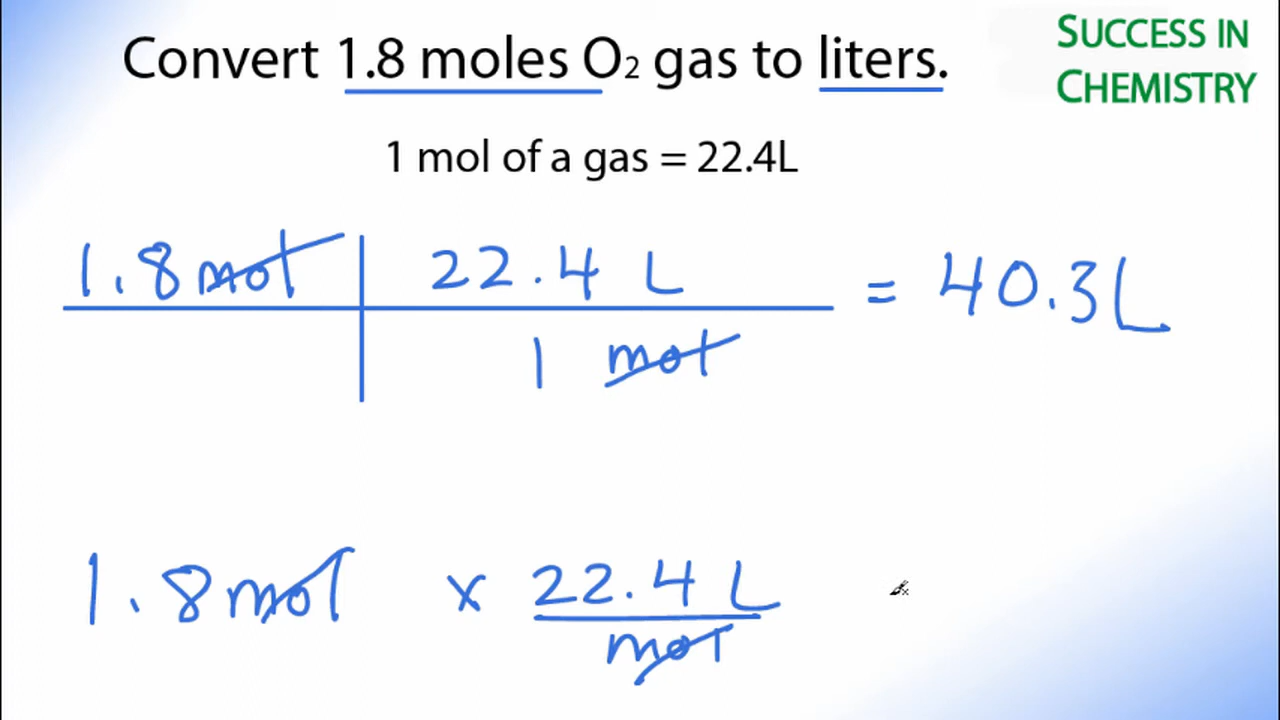 Convert 1.8 moles O₂ gas to liters.
SUCCESS IN
CHEMISTRY
1 mol of a gas = 22.4L
1.8 mol | 22.4 L = 40.3L
1 mol
1.8 mol x 22.4 L
mol